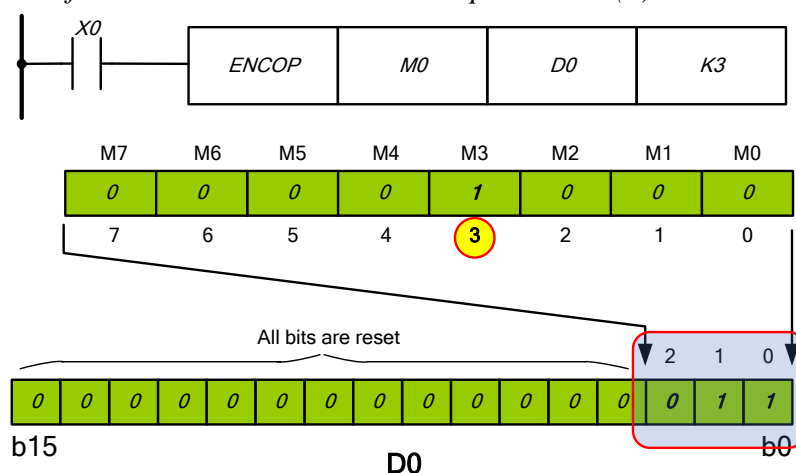 X0
ENCOP M0 D0 K3
M7 M6 M5 M4 M3 M2 M1 M0
0 0 0 0 1 0 0 0
7 6 5 4 3 2 1 0
All bits are reset
2 1 0
0 0 0 0 0 0 0 0 0 0 0 0 0 0 1 1
b15 b0
D0